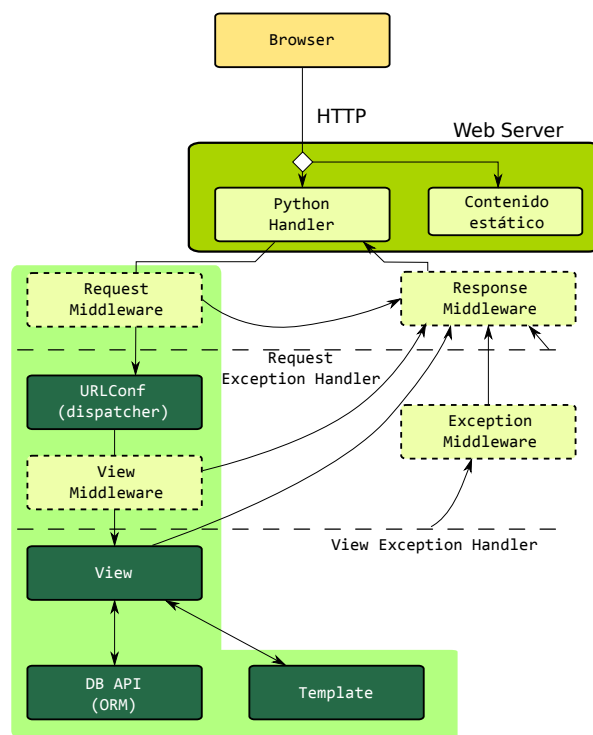 Browser
HTTP
Web Server
Python
Handler
Contenido
estático
Request
Middleware
Response
Middleware
Request
Exception Handler
URLConf
(dispatcher)
Exception
Middleware
View
Middleware
View Exception Handler
View
DB API
(ORM)
Template